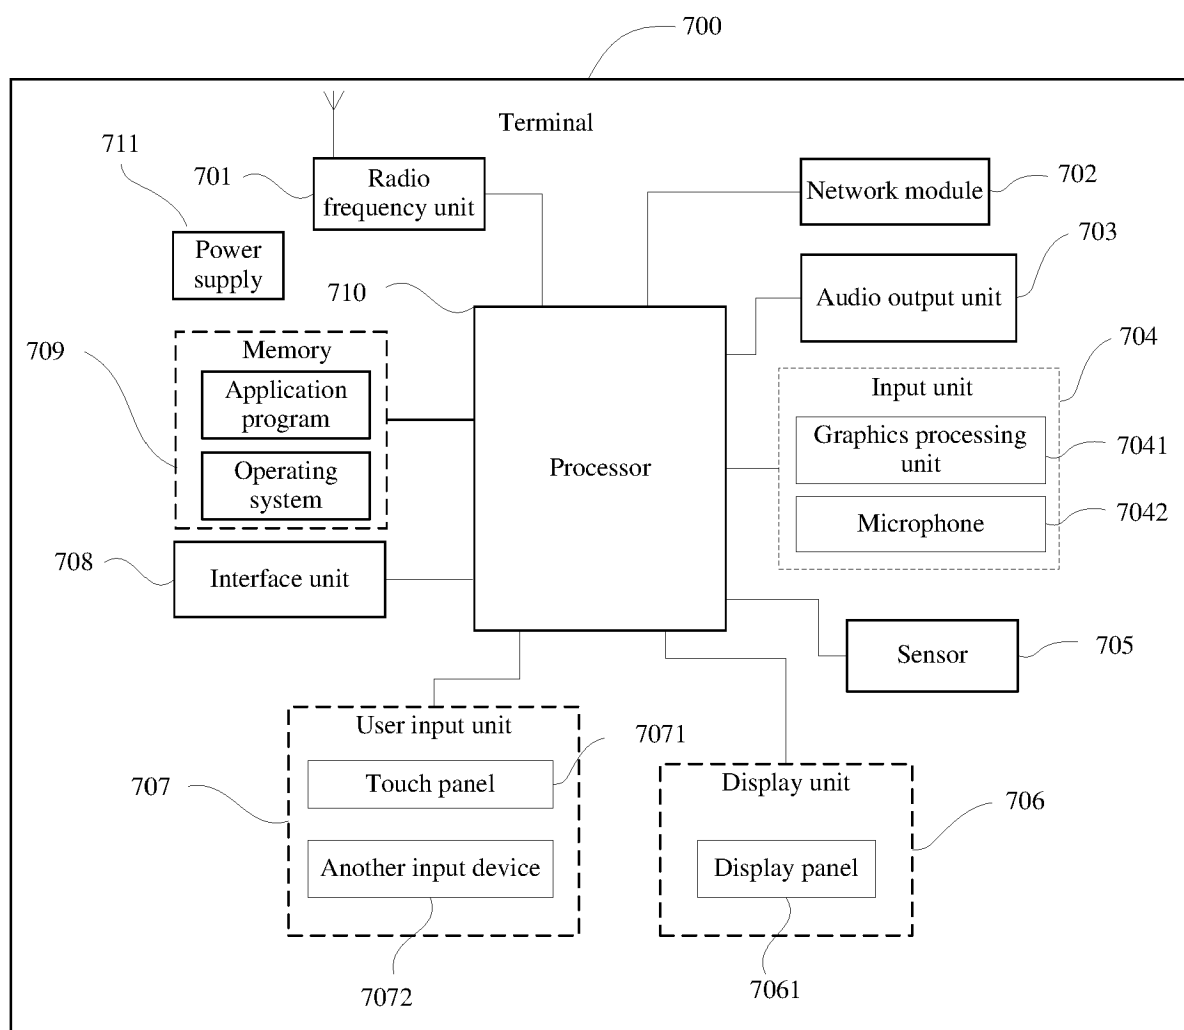 700
Terminal
711
701
Radio
frequency unit
Network module
702
703
Power
supply
710
Audio output unit
709
Memory
704
Application
program
Input unit
Operating
system
Processor
Graphics processing
unit
7041
Microphone
7042
708
Interface unit
Sensor
705
User input unit
7071
707
Touch panel
Display unit
706
Another input device
Display panel
7072
7061